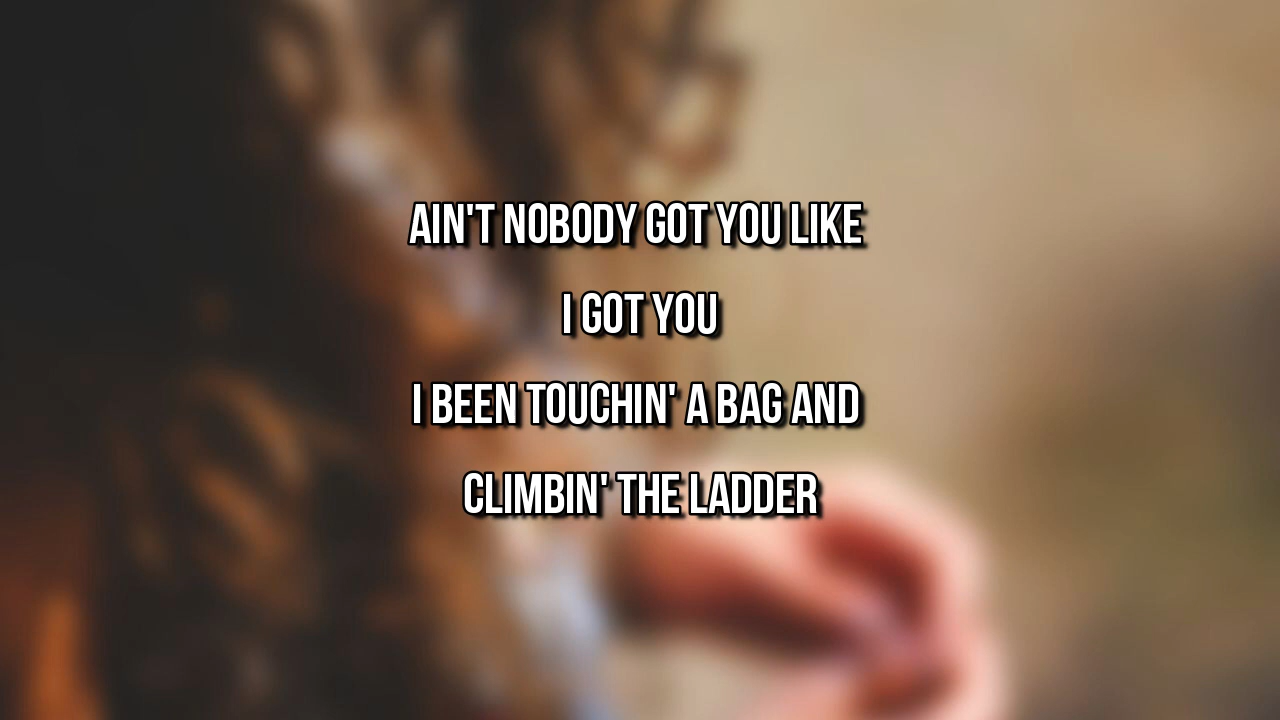 AIN'T NOBODY GOT YOU LIKE
I GOT YOU
I BEEN TOUCHIN' A BAG AND
CLIMBIN' THE LADDER